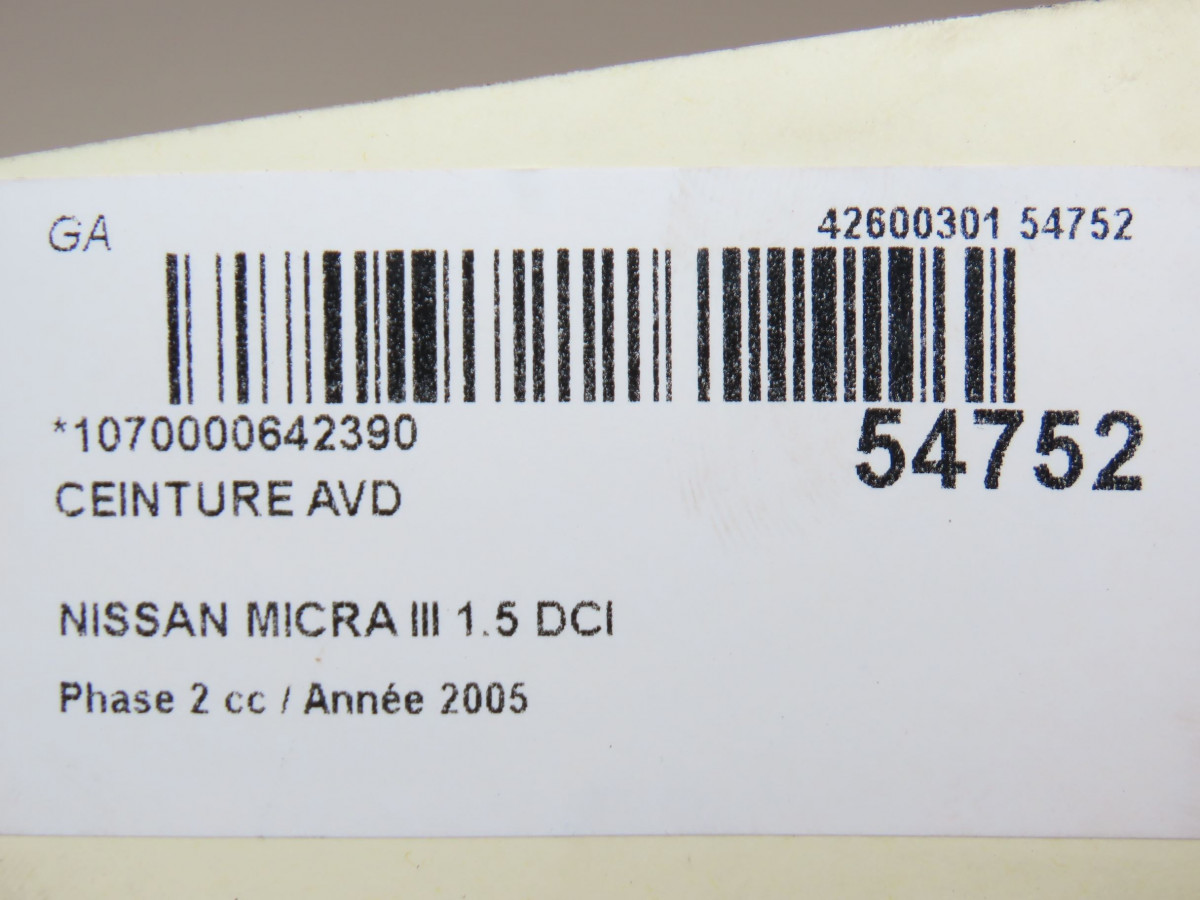 GA
42600301 54752
*1070000642390
54752
CEINTURE AVD
NISSAN MICRA III 1.5 DCI
Phase 2 cc / Année 2005